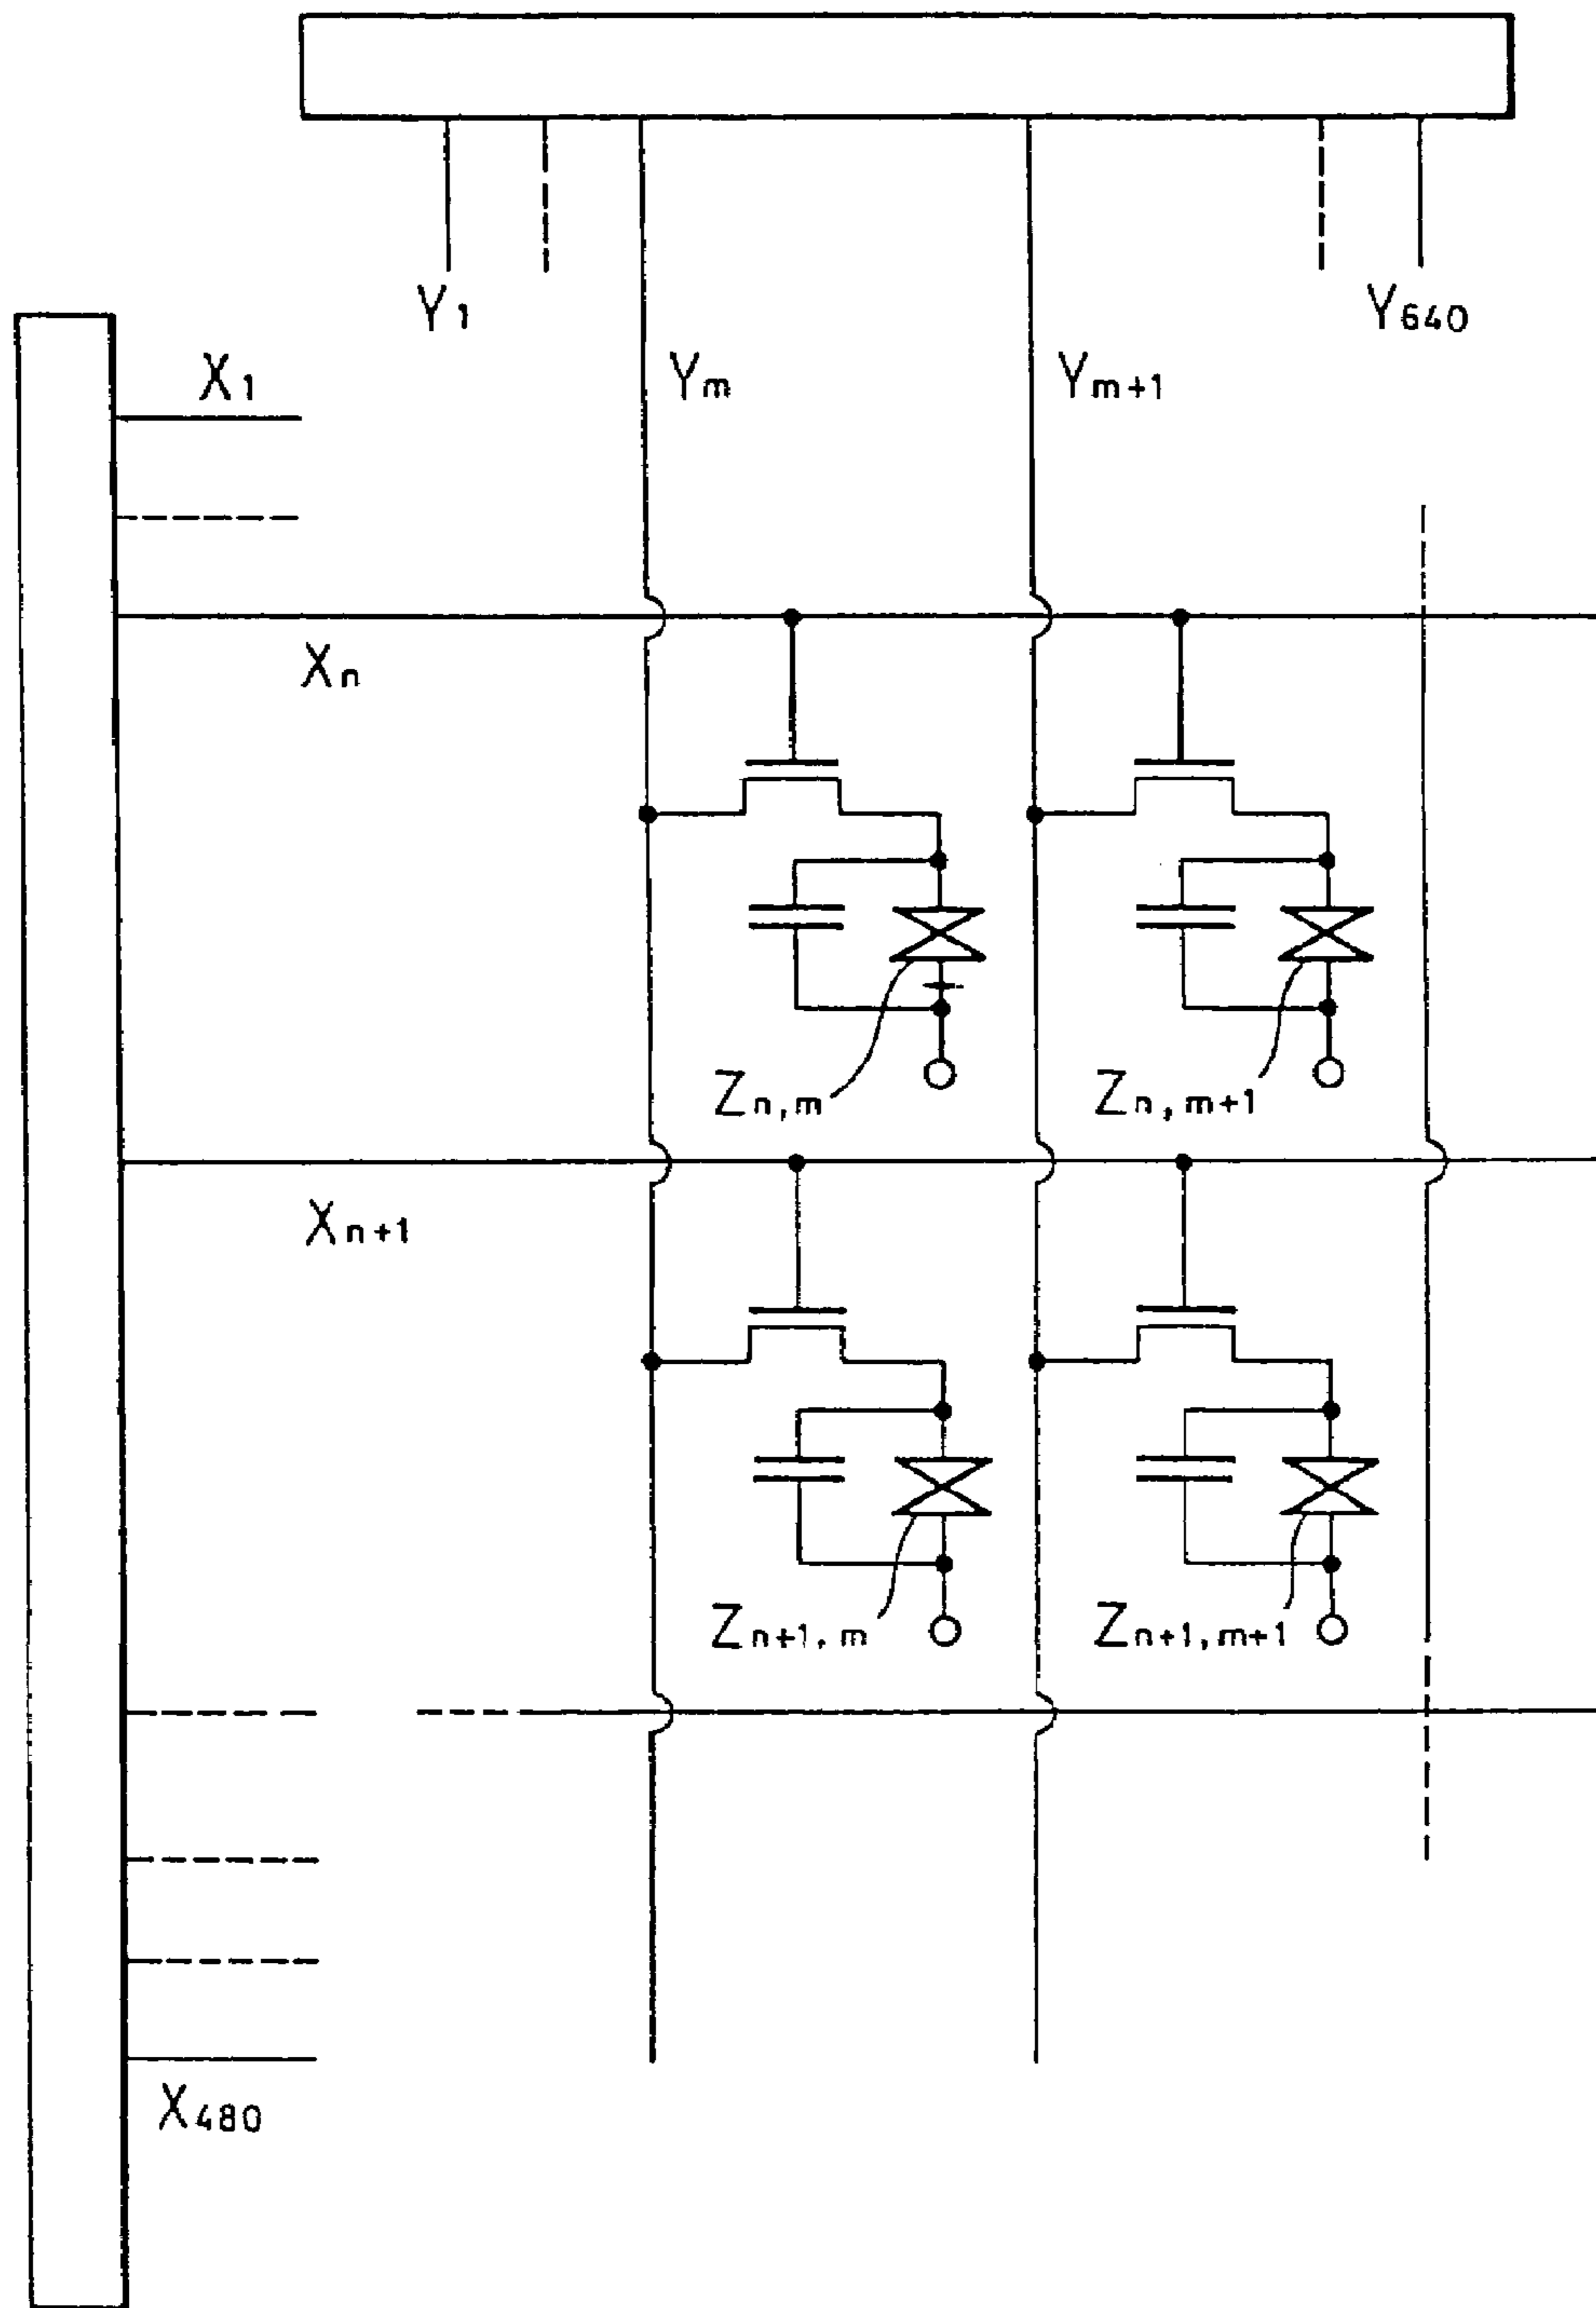 Y1
Y640
X1
Ym
Ym+1
Xn
Zn,m
Zn,m+1
Xn+1
Zn+1,m
Zn+1,m+1
X480